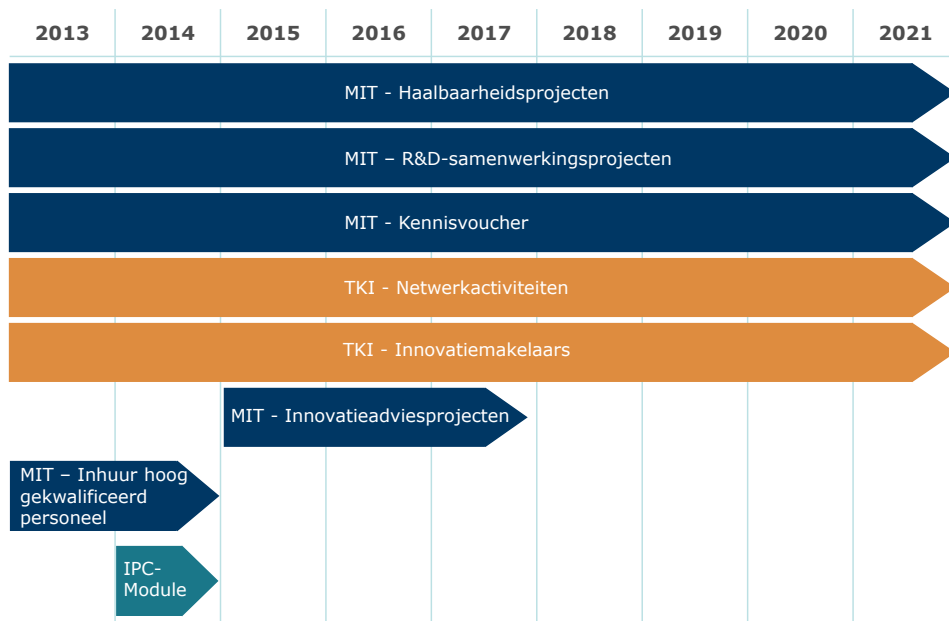 2013 2014 2015 2016 2017 2018 2019 2020 2021
MIT - Haalbaarheidsprojecten
MIT – R&D-samenwerkingsprojecten
MIT - Kennisvoucher
TKI - Netwerkactiviteiten
TKI - Innovatiemakelaars
MIT - Innovatieadviesprojecten
MIT – Inhuur hoog
gekwalificeerd
personeel
IPC-
Module